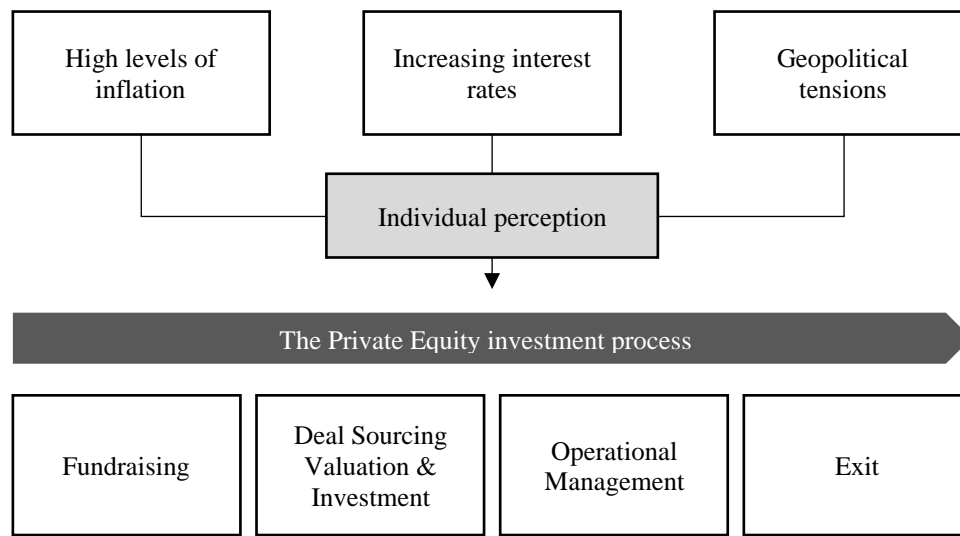 High levels of
inflation
Increasing interest
rates
Geopolitical
tensions
Individual perception
The Private Equity investment process
Fundraising
Deal Sourcing
Valuation &
Investment
Operational
Management
Exit